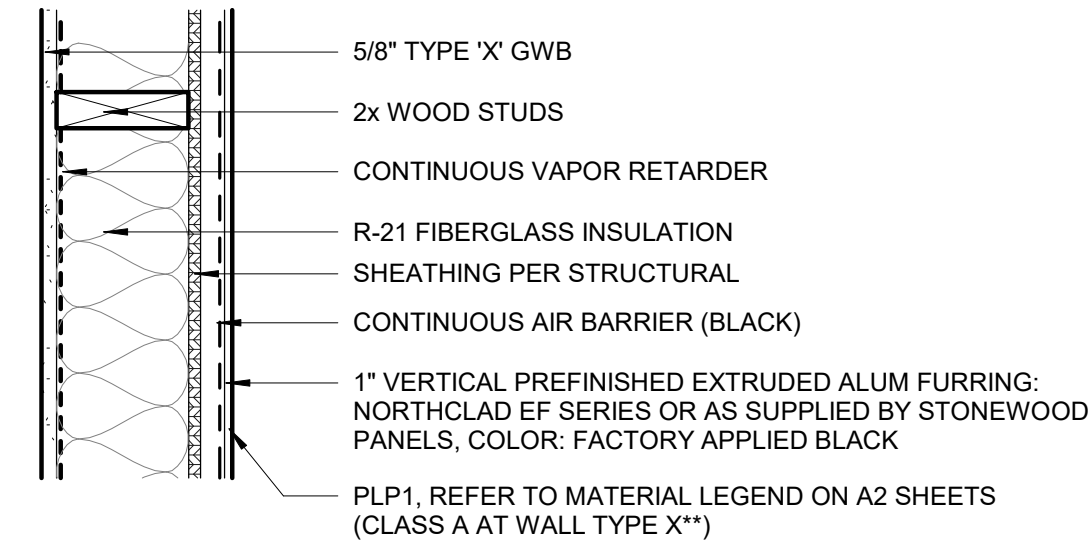 5/8" TYPE 'X' GWB
2x WOOD STUDS
CONTINUOUS VAPOR RETARDER
R-21 FIBERGLASS INSULATION
SHEATHING PER STRUCTURAL
CONTINUOUS AIR BARRIER (BLACK)
1" VERTICAL PREFINISHED EXTRUDED ALUM FURRING:
NORTHCLAD EF SERIES OR AS SUPPLIED BY STONEWOOD
PANELS, COLOR: FACTORY APPLIED BLACK
PLP1, REFER TO MATERIAL LEGEND ON A2 SHEETS
(CLASS A AT WALL TYPE X**)